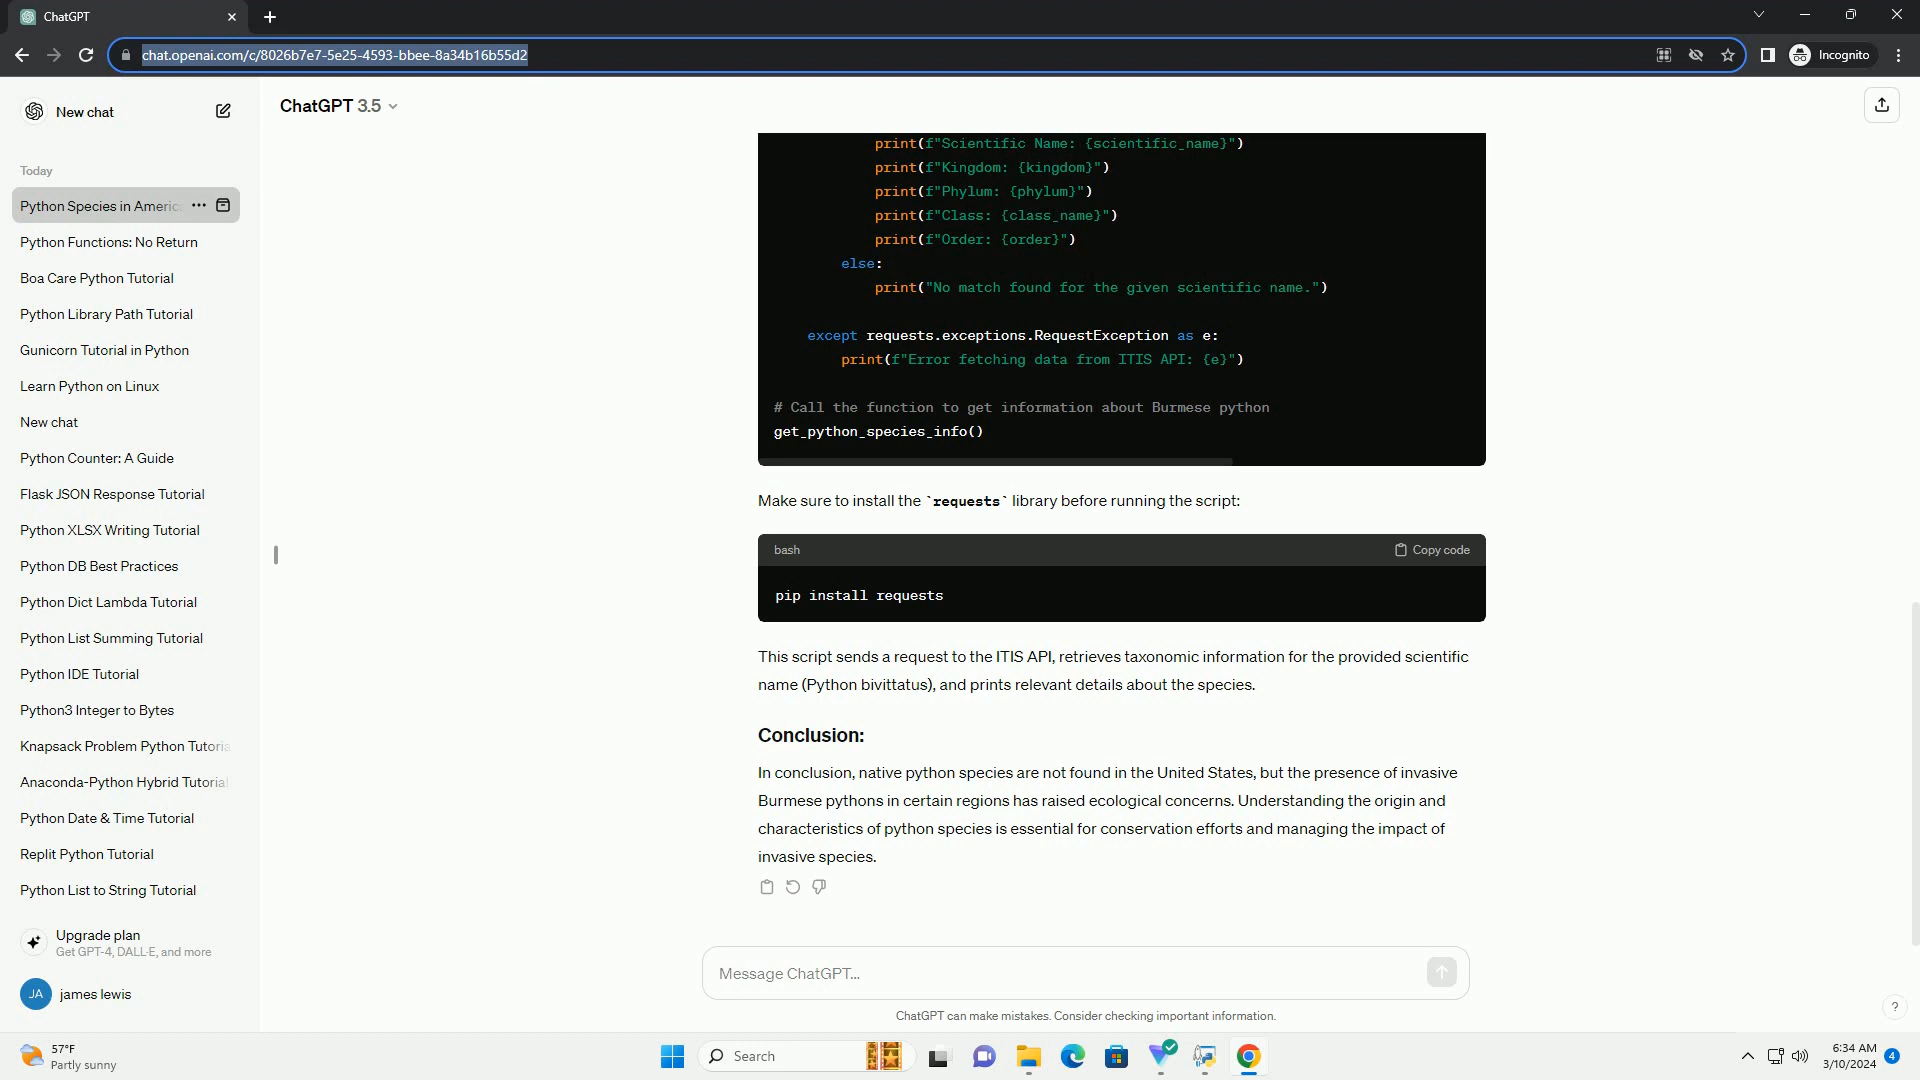 ChatGPT
chat.openai.com/c/8026b7e7-5e25-4593-bbee-8a34b16b55d2
Incognito
New chat
Today
Python Species in Americ
Python Functions: No Return
Boa Care Python Tutorial
Python Library Path Tutorial
Gunicorn Tutorial in Python
Learn Python on Linux
New chat
Python Counter: A Guide
Flask JSON Response Tutorial
Python XLSX Writing Tutorial
Python DB Best Practices
Python Dict Lambda Tutorial
Python List Summing Tutorial
Python IDE Tutorial
Python3 Integer to Bytes
Knapsack Problem Python Tutoria
Anaconda-Python Hybrid Tutorial
Python Date & Time Tutorial
Replit Python Tutorial
Python List to String Tutorial
Upgrade plan
Get GPT-4, DALL·E, and more
JA james lewis
ChatGPT 3.5
print(f"Scientific Name: {scientific_name}")
print(f"Kingdom: {kingdom}")
print(f"Phylum: {phylum}")
print(f"Class: {class_name}")
print(f"Order: {order}")
else:
print("No match found for the given scientific name.")
except requests.exceptions.RequestException as e:
print(f"Error fetching data from ITIS API: {e}")
# Call the function to get information about Burmese python
get_python_species_info()
Make sure to install the `requests` library before running the script:
bash Copy code
pip install requests
This script sends a request to the ITIS API, retrieves taxonomic information for the provided scientific
name (Python bivittatus), and prints relevant details about the species.
Conclusion:
In conclusion, native python species are not found in the United States, but the presence of invasive
Burmese pythons in certain regions has raised ecological concerns. Understanding the origin and
characteristics of python species is essential for conservation efforts and managing the impact of
invasive species.
Message ChatGPT...
ChatGPT can make mistakes. Consider checking important information.
?
57°F
Partly sunny
Search
6:34 AM
3/10/2024
4